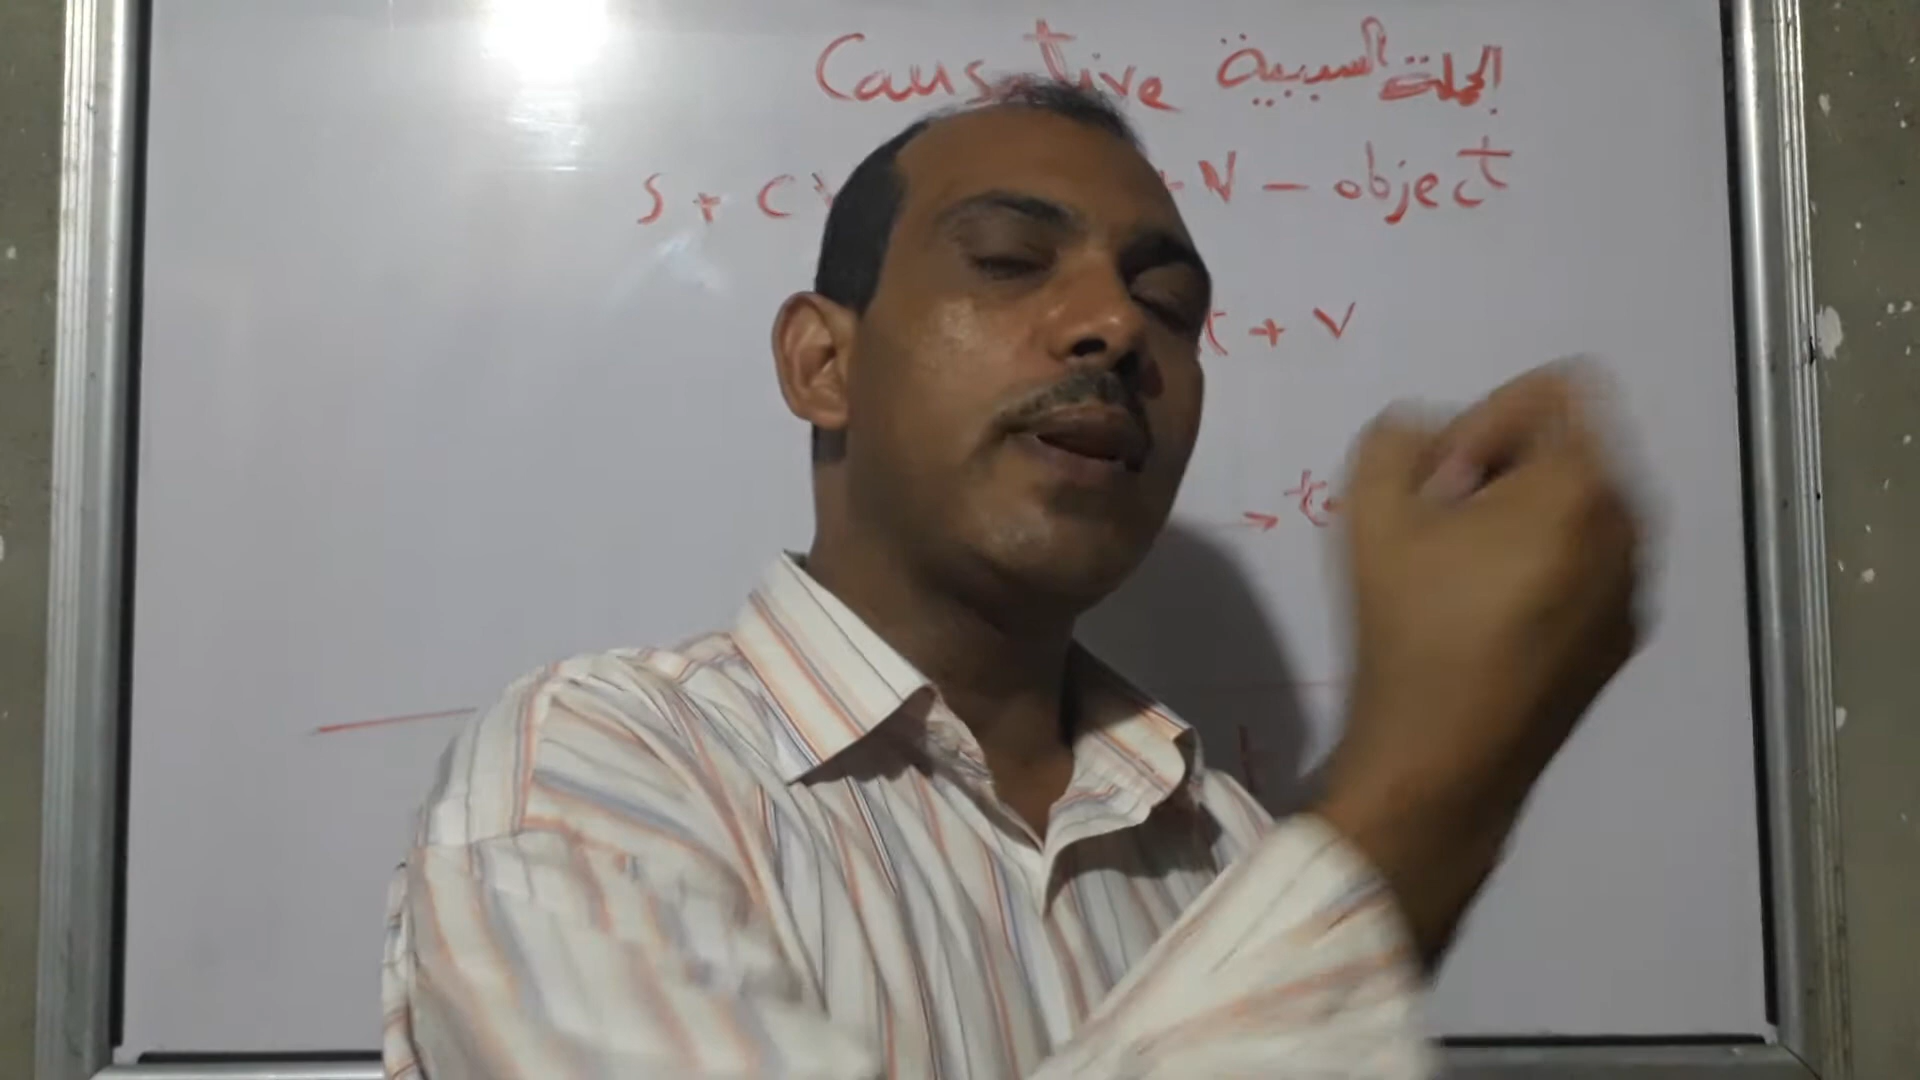 Causative الجملة السببية
S + C + V - object
t + V